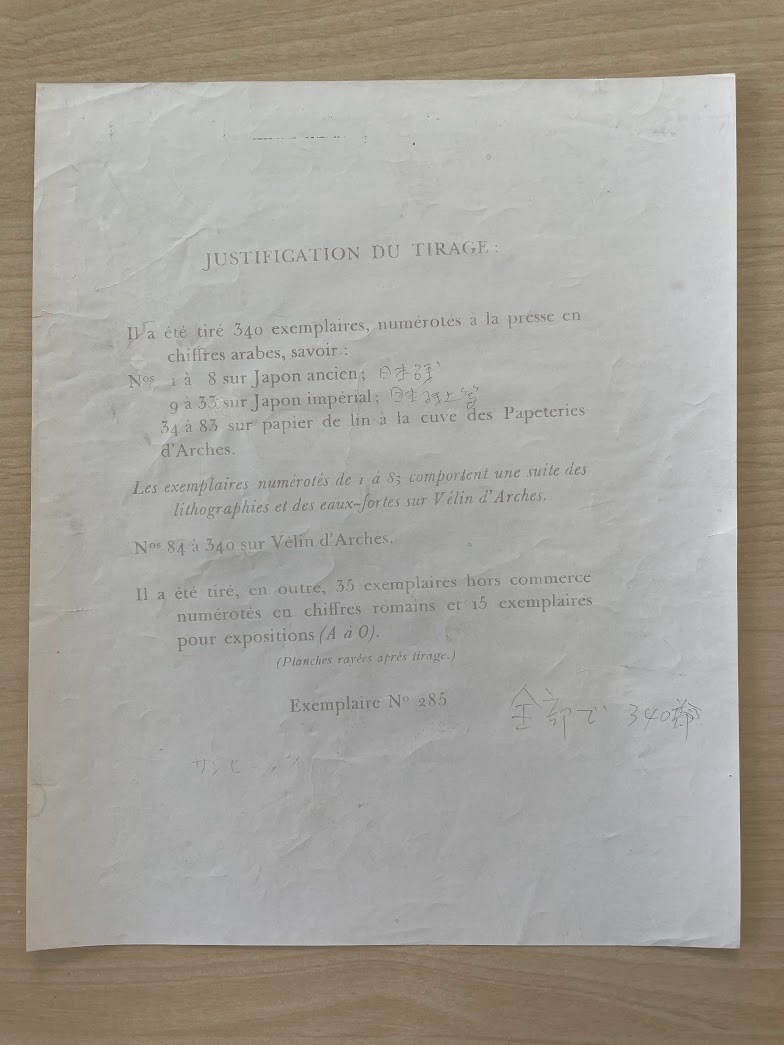 JUSTIFICATION DU TIRAGE :
Il a été tiré 340 exemplaires, numérotés à la presse en
chiffres arabes, savoir :
Nos 1 à 8 sur Japon ancien; 日本
9 à 33 sur Japon impérial; 日本
34 à 83 sur papier de lin à la cuve des Papeteries
d'Arches.
Les exemplaires numérotés de 1 à 83 comportent une suite des
lithographies et des eaux-fortes sur Vélin d'Arches.
Nos 84 à 340 sur Vélin d'Arches.
Il a été tiré, en outre, 35 exemplaires hors commerce
numérotés en chiffres romains et 15 exemplaires
pour expositions (A à O).
(Planches rayées après tirage.)
Exemplaire No 285
全部で 340部